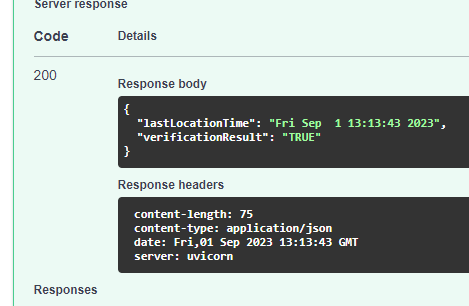 Server response
Code Details
200
Response body
{
  "lastLocationTime": "Fri Sep  1 13:13:43 2023",
  "verificationResult": "TRUE"
}
Response headers
content-length: 75
content-type: application/json
date: Fri,01 Sep 2023 13:13:43 GMT
server: uvicorn
Responses